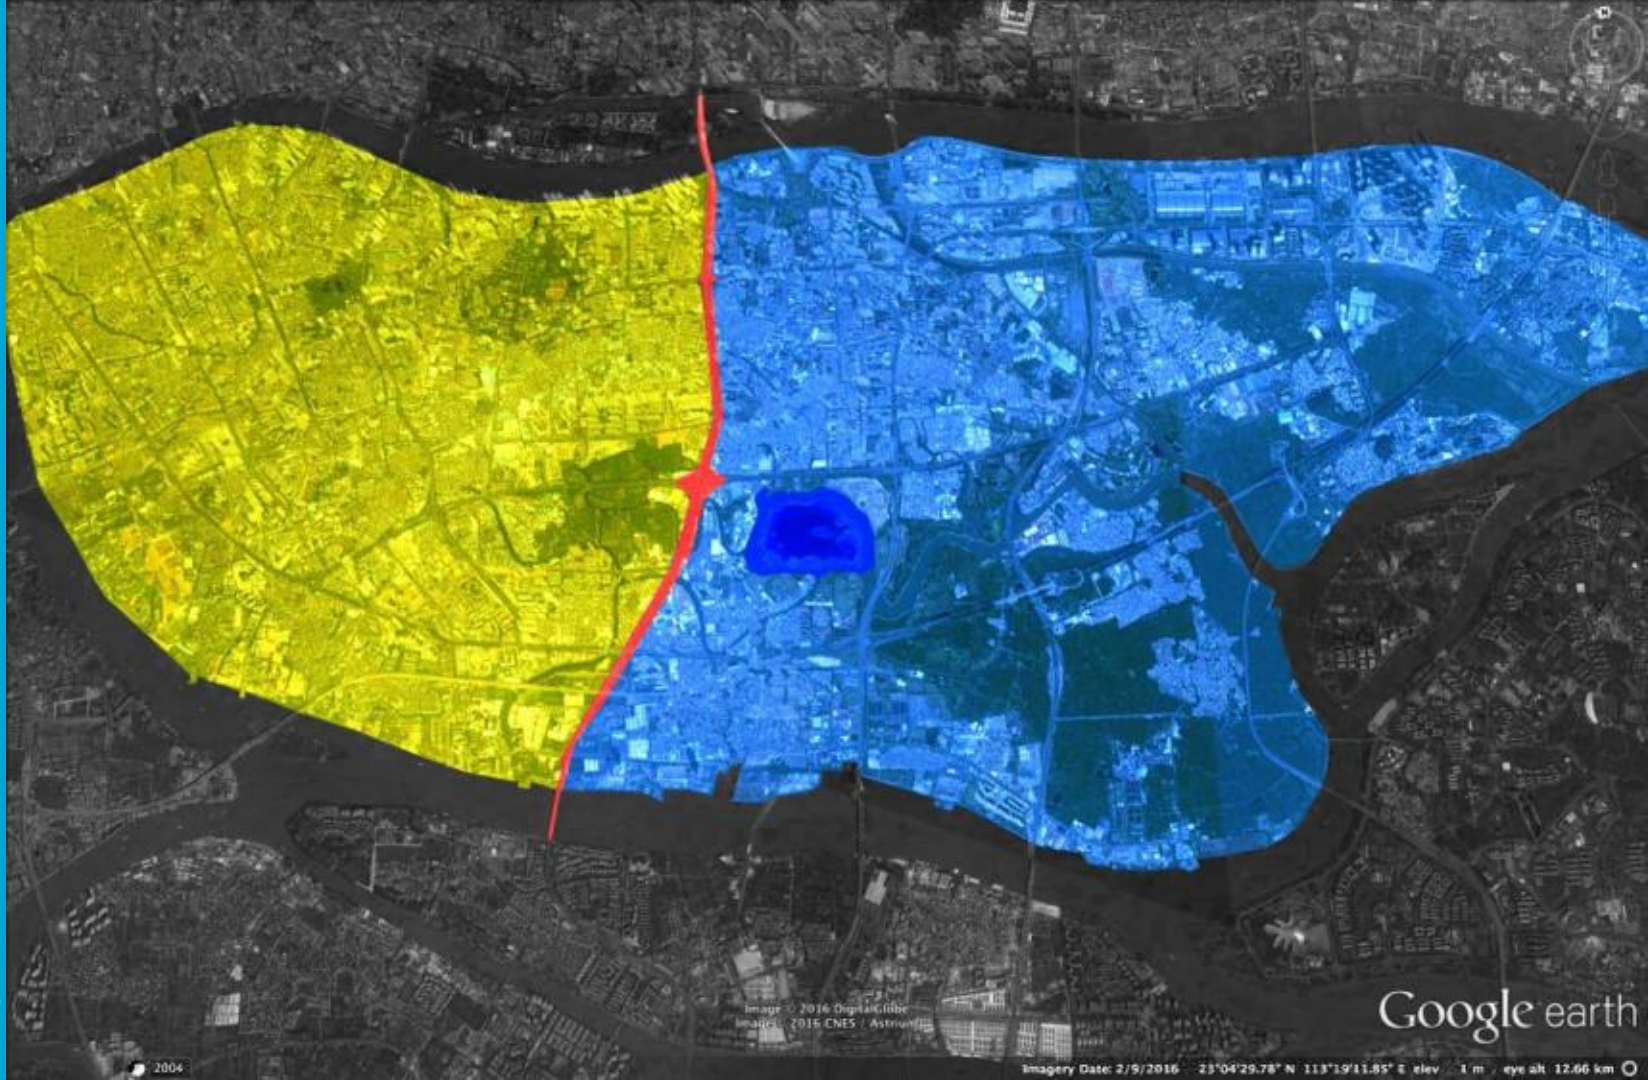 N
Image © 2016 DigitalGlobe
Image © 2016 CNES / Astrium
Google earth
2004
Imagery Date: 2/9/2016 23°04'29.78" N 113°19'11.85" E elev 1 m eye alt 12.66 km